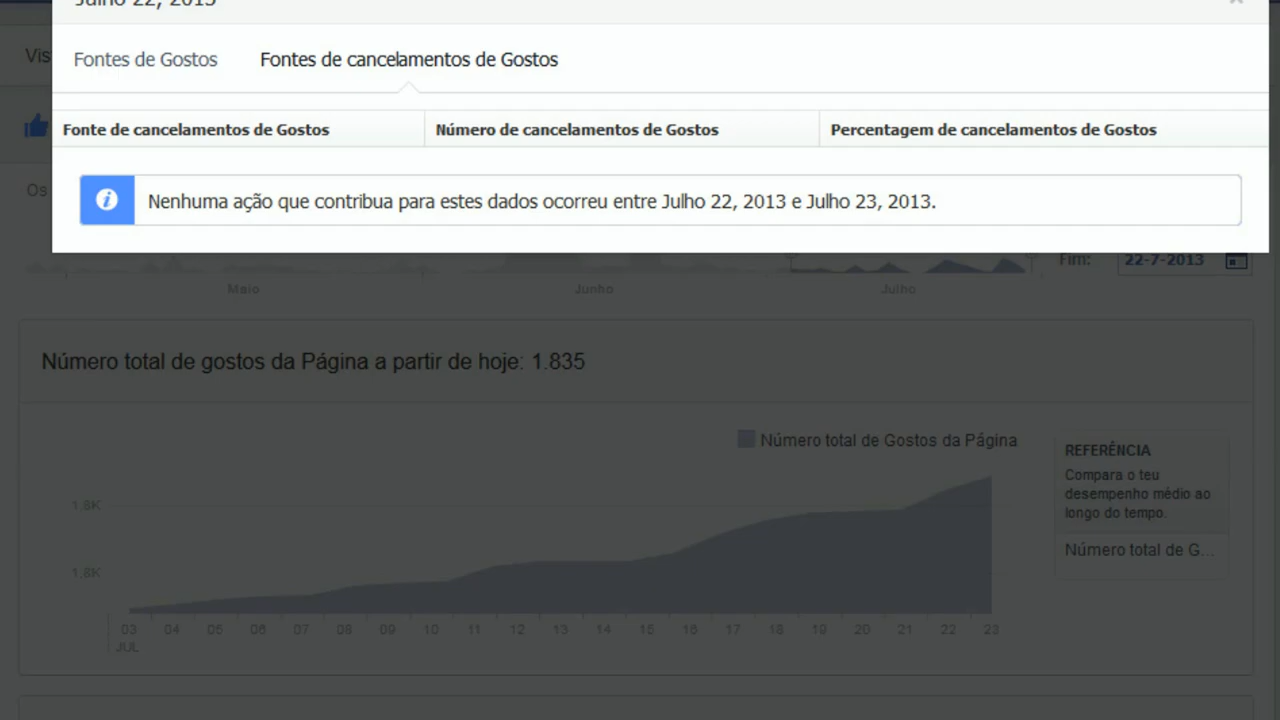 Julho 22, 2013
Vis
Fontes de Gostos Fontes de cancelamentos de Gostos
Fonte de cancelamentos de Gostos Número de cancelamentos de Gostos Percentagem de cancelamentos de Gostos
Os
Nenhuma ação que contribua para estes dados ocorreu entre Julho 22, 2013 e Julho 23, 2013.
Fim: 22-7-2013
Maio Junho Julho
Número total de gostos da Página a partir de hoje: 1.835
Número total de Gostos da Página
REFERÊNCIA
Compara o teu
desempenho médio ao
longo do tempo.
Número total de G...
1.8K
1.8K
03 04 05 06 07 08 09 10 11 12 13 14 15 16 17 18 19 20 21 22 23
JUL